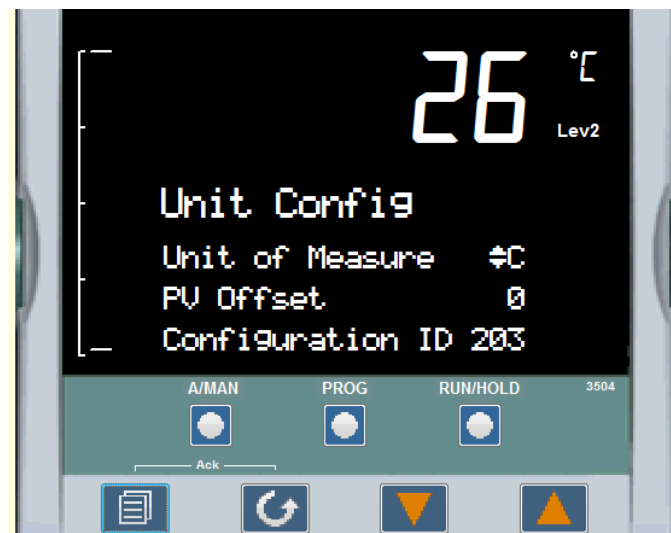 26 °C
Lev2
Unit Config
Unit of Measure C
PV Offset 0
Configuration ID 203
A/MAN PROG RUN/HOLD 3504
Ack